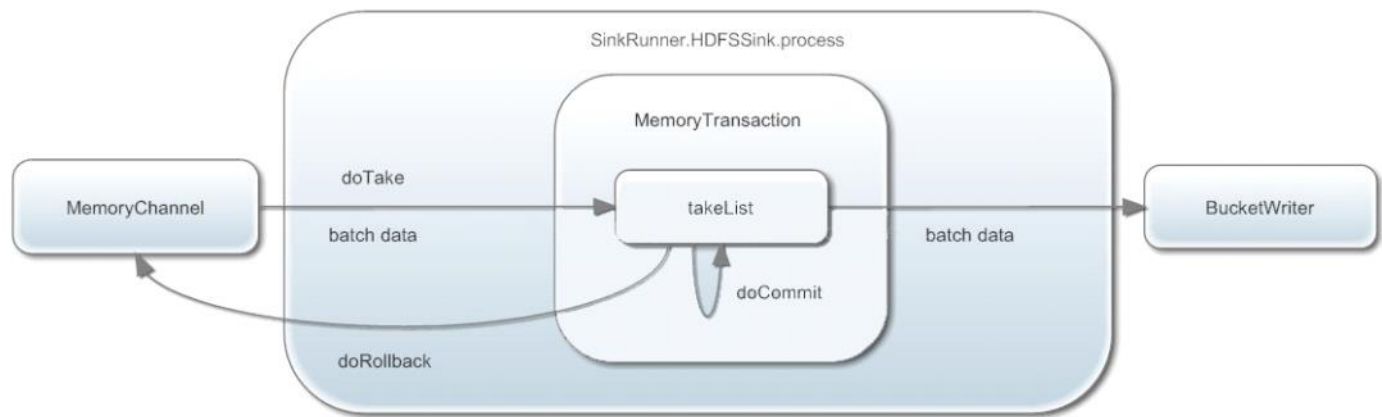 SinkRunner.HDFSSink.process
MemoryTransaction
doTake
MemoryChannel
takeList
BucketWriter
batch data
batch data
doCommit
doRollback